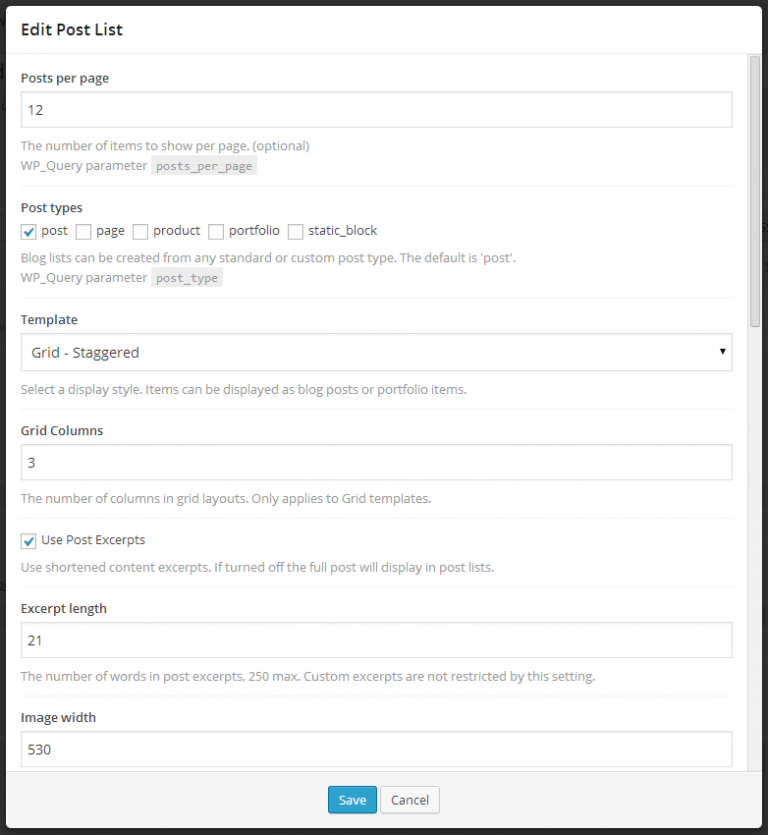 Edit Post List
Posts per page
12
The number of items to show per page. (optional)
WP_Query parameter posts_per_page
Post types
post page product portfolio static_block
Blog lists can be created from any standard or custom post type. The default is 'post'.
WP_Query parameter post_type
Template
Grid - Staggered
Select a display style. Items can be displayed as blog posts or portfolio items.
Grid Columns
3
The number of columns in grid layouts. Only applies to Grid templates.
Use Post Excerpts
Use shortened content excerpts. If turned off the full post will display in post lists.
Excerpt length
21
The number of words in post excerpts, 250 max. Custom excerpts are not restricted by this setting.
Image width
530
Save Cancel